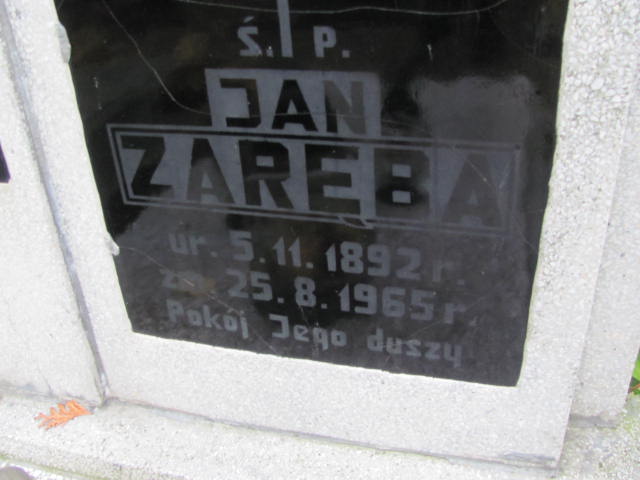 Ś. P.
JAN
ZARĘBA
ur. 5.11.1892 r.
zm. 25.8.1965 r.
Pokój Jego duszy